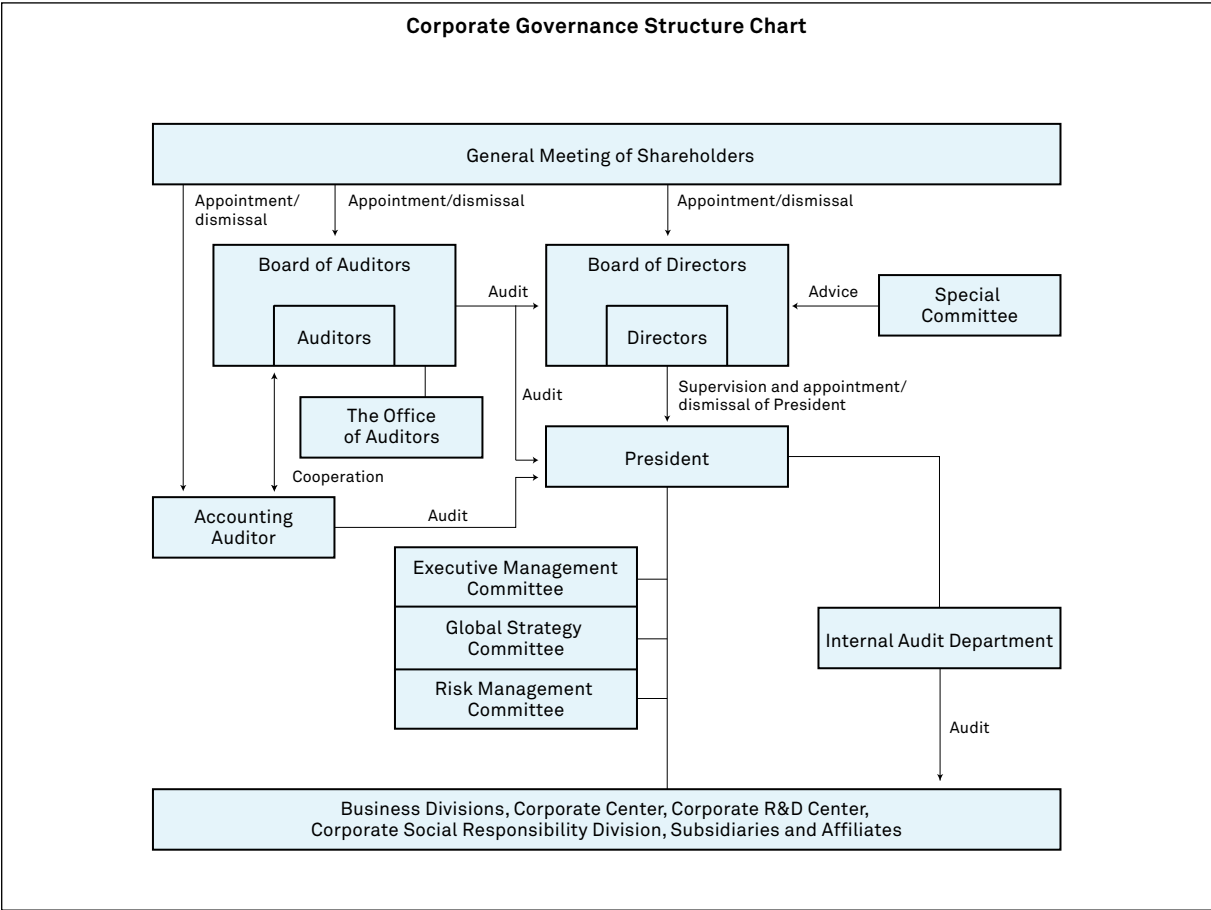 Corporate Governance Structure Chart
General Meeting of Shareholders
Appointment/
dismissal
Appointment/dismissal
Appointment/dismissal
Board of Auditors
Auditors
Audit
Board of Directors
Directors
Advice
Special
Committee
Audit
Supervision and appointment/
dismissal of President
The Office
of Auditors
President
Cooperation
Accounting
Auditor
Audit
Executive Management
Committee
Global Strategy
Committee
Risk Management
Committee
Internal Audit Department
Audit
Business Divisions, Corporate Center, Corporate R&D Center,
Corporate Social Responsibility Division, Subsidiaries and Affiliates